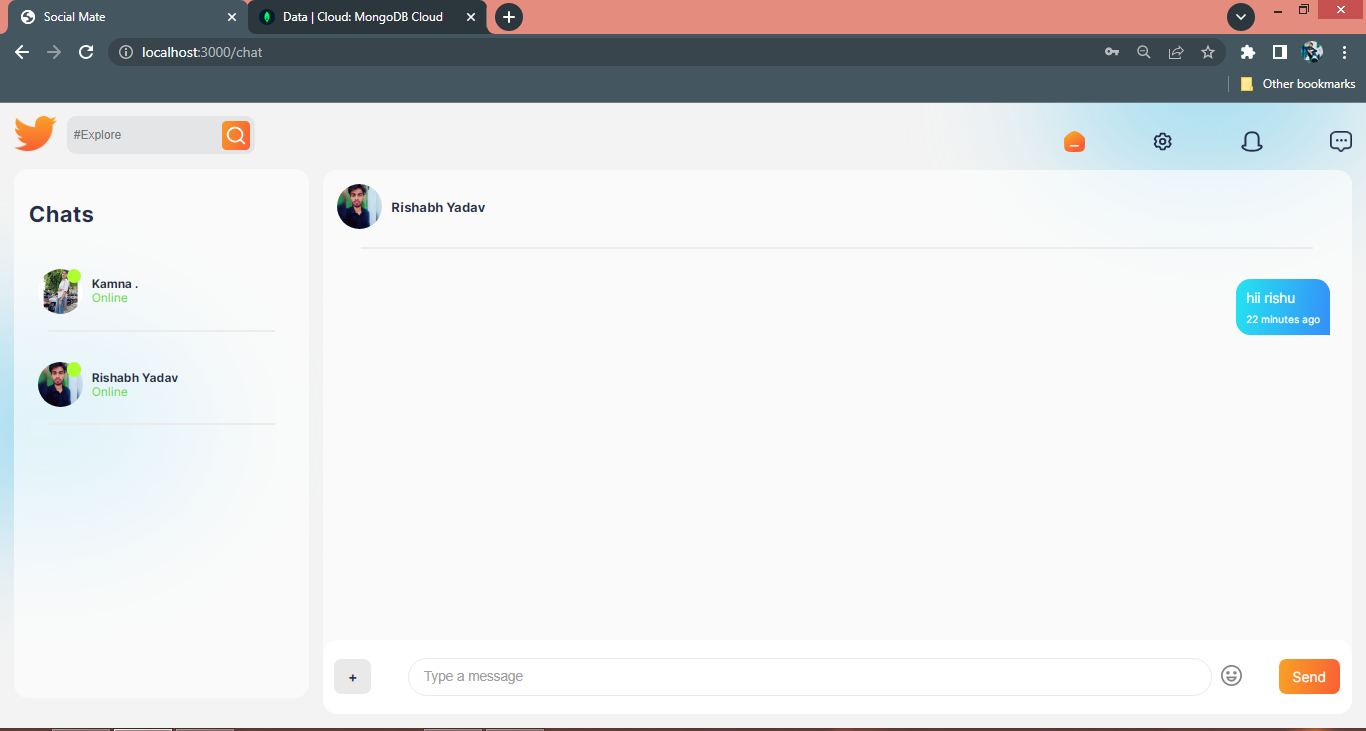 Social Mate
Data | Cloud: MongoDB Cloud
localhost:3000/chat
Other bookmarks
#Explore
Chats
Kamna .
Online
Rishabh Yadav
Online
Rishabh Yadav
hii rishu
22 minutes ago
+
Type a message
Send